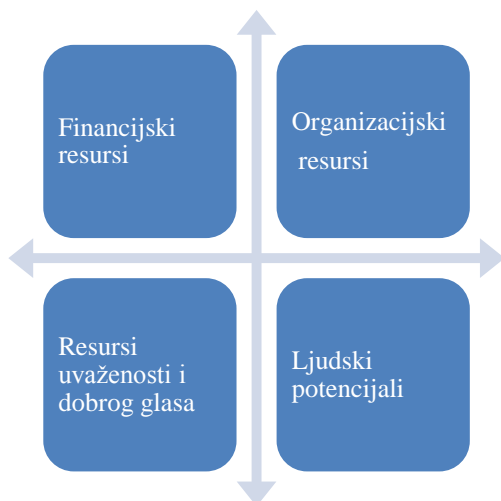 Financijski
resursi
Organizacijski
resursi
Resursi
uvaženosti i
dobrog glasa
Ljudski
potencijali